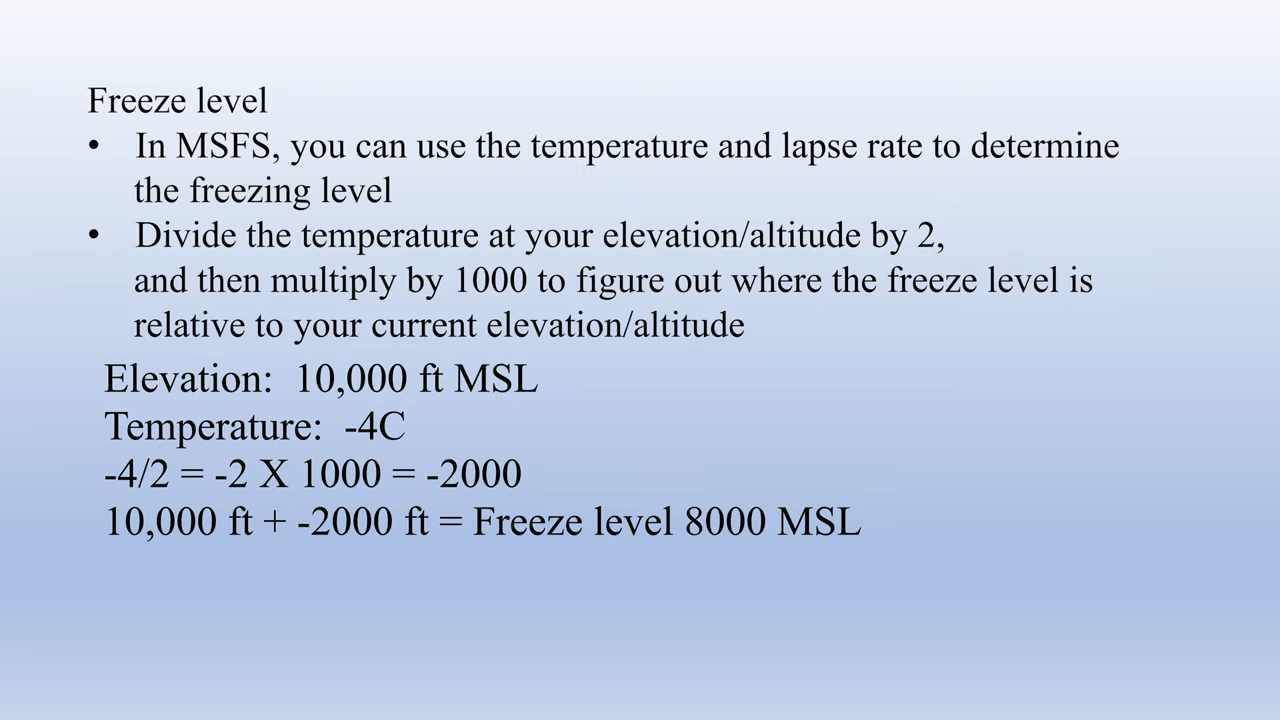 Freeze level
• In MSFS, you can use the temperature and lapse rate to determine
the freezing level
• Divide the temperature at your elevation/altitude by 2,
and then multiply by 1000 to figure out where the freeze level is
relative to your current elevation/altitude
Elevation: 10,000 ft MSL
Temperature: -4C
-4/2 = -2 X 1000 = -2000
10,000 ft + -2000 ft = Freeze level 8000 MSL